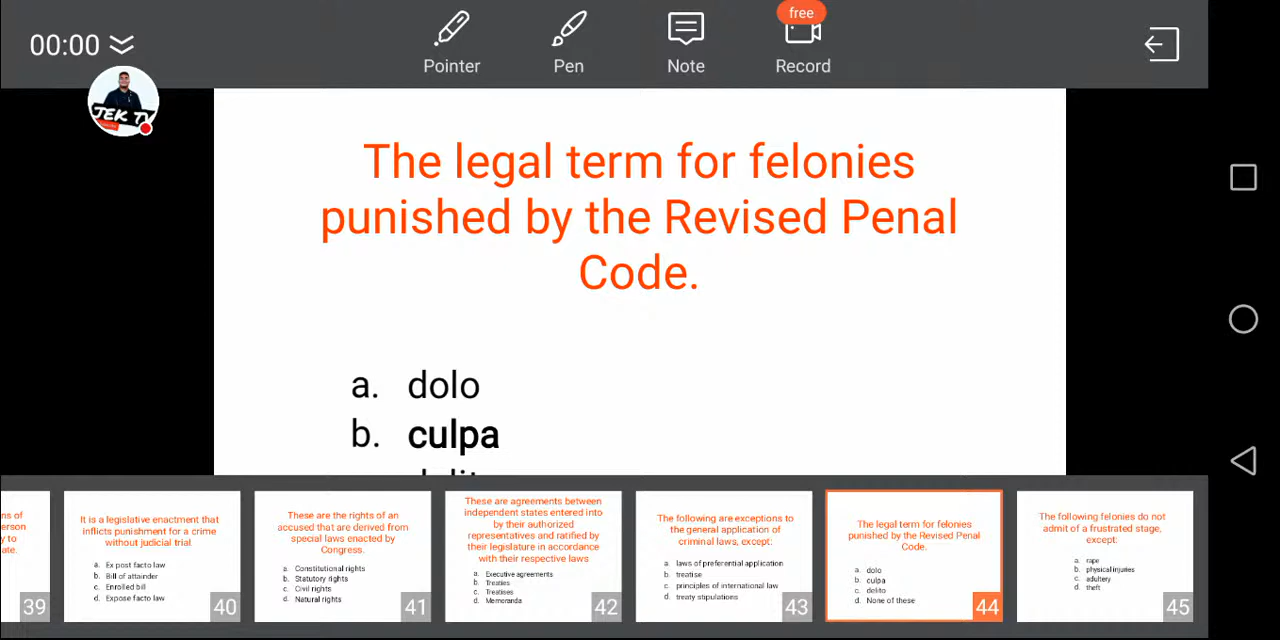 00:00
Pointer
Pen
Note
free
Record
JEK TV
The legal term for felonies
punished by the Revised Penal
Code.
a. dolo
b. culpa
ns of
erson
y to
ate.
39
It is a legislative enactment that
inflicts punishment for a crime
without judicial trial
a. Ex post facto law
b. Bill of attainder
c. Enrolled bill
d. Expose facto law
40
These are the rights of an
accused that are derived from
special laws enacted by
Congress.
a. Constitutional rights
b. Statutory rights
c. Civil rights
d. Natural rights
41
These are agreements between
independent states entered into
by their authorized
representatives and ratified by
their legislature in accordance
with their respective laws
a. Executive agreements
b. Treaties
c. Treatises
d. Memoranda
42
The following are exceptions to
the general application of
criminal laws, except:
a. laws of preferential application
b. treatise
c. principles of international law
d. treaty stipulations
43
The legal term for felonies
punished by the Revised Penal
Code.
a. dolo
b. culpa
c. delito
d. None of these
44
The following felonies do not
admit of a frustrated stage,
except:
a. rape
b. physical injuries
c. adultery
d. theft
45